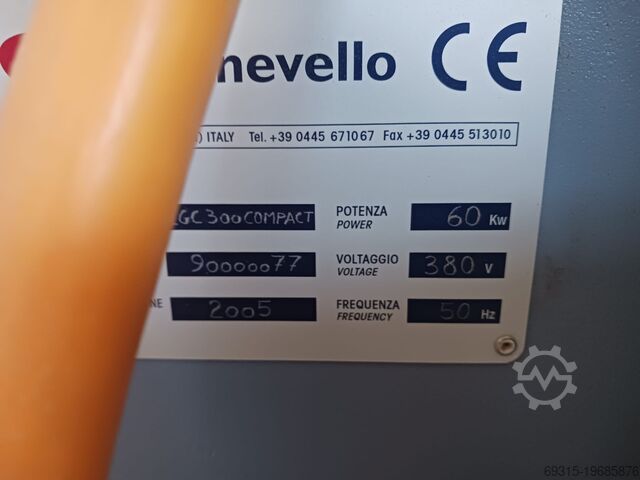 nevello CE
) ITALY Tel. +39 0445 671067 Fax +39 0445 513010
GC300COMPACT POTENZA POWER 60 Kw
90000077 VOLTAGGIO VOLTAGE 380 V
NE 2005 FREQUENZA FREQUENCY 50 Hz
69315-19685876